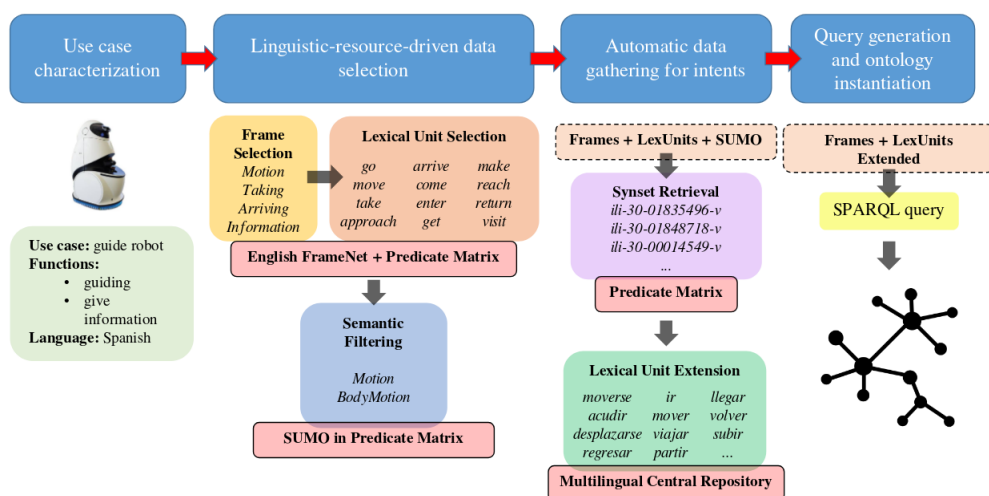 Use case
characterization
Linguistic-resource-driven data
selection
Automatic data
gathering for intents
Query generation
and ontology
instantiation
Use case: guide robot
Functions:
• guiding
• give
information
Language: Spanish
Frame
Selection
Motion
Taking
Arriving
Information
Lexical Unit Selection
go arrive make
move come reach
take enter return
approach get visit
English FrameNet + Predicate Matrix
Semantic
Filtering
Motion
BodyMotion
SUMO in Predicate Matrix
Frames + LexUnits + SUMO
Synset Retrieval
ili-30-01835496-v
ili-30-01848718-v
ili-30-00014549-v
...
Predicate Matrix
Lexical Unit Extension
moverse ir llegar
acudir mover volver
desplazarse viajar subir
regresar partir ...
Multilingual Central Repository
Frames + LexUnits
Extended
SPARQL query